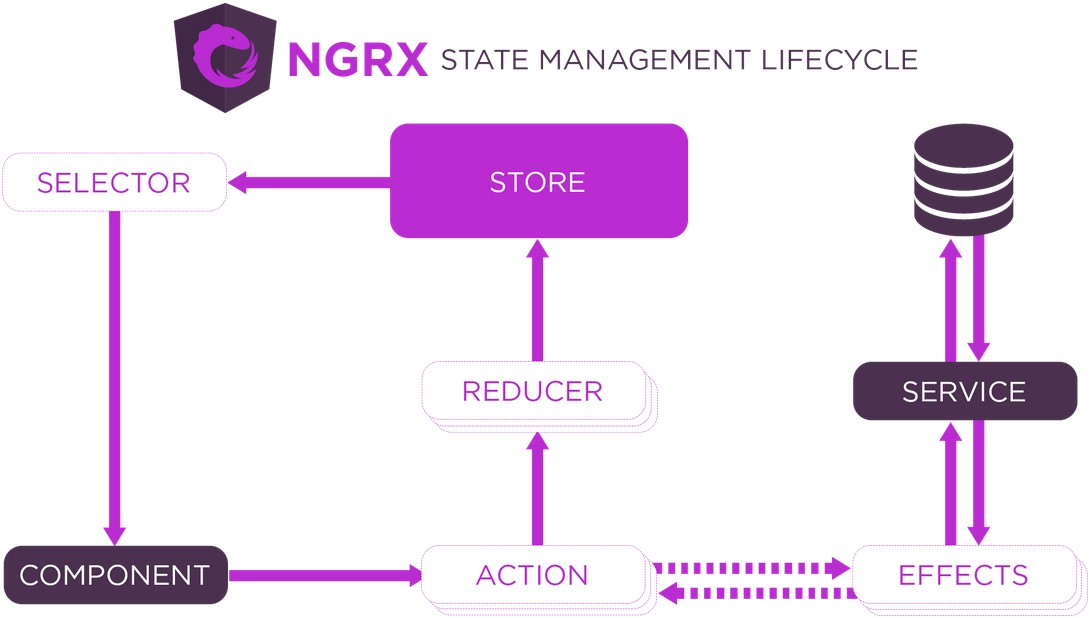 NGRX STATE MANAGEMENT LIFECYCLE
SELECTOR
STORE
REDUCER
SERVICE
COMPONENT
ACTION
EFFECTS